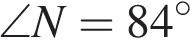 ∠N = 84°